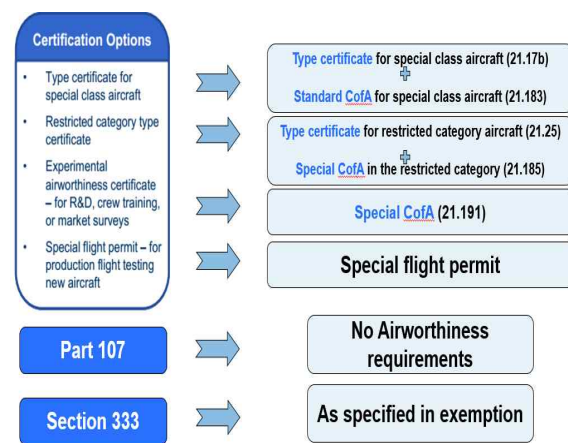 Certification Options
• Type certificate for
special class aircraft
• Restricted category type
certificate
• Experimental
airworthiness certificate
– for R&D, crew training,
or market surveys
• Special flight permit – for
production flight testing
new aircraft
Type certificate for special class aircraft (21.17b)
Standard CofA for special class aircraft (21.183)
Type certificate for restricted category aircraft (21.25)
Special CofA in the restricted category (21.185)
Special CofA (21.191)
Special flight permit
Part 107
No Airworthiness
requirements
Section 333
As specified in exemption